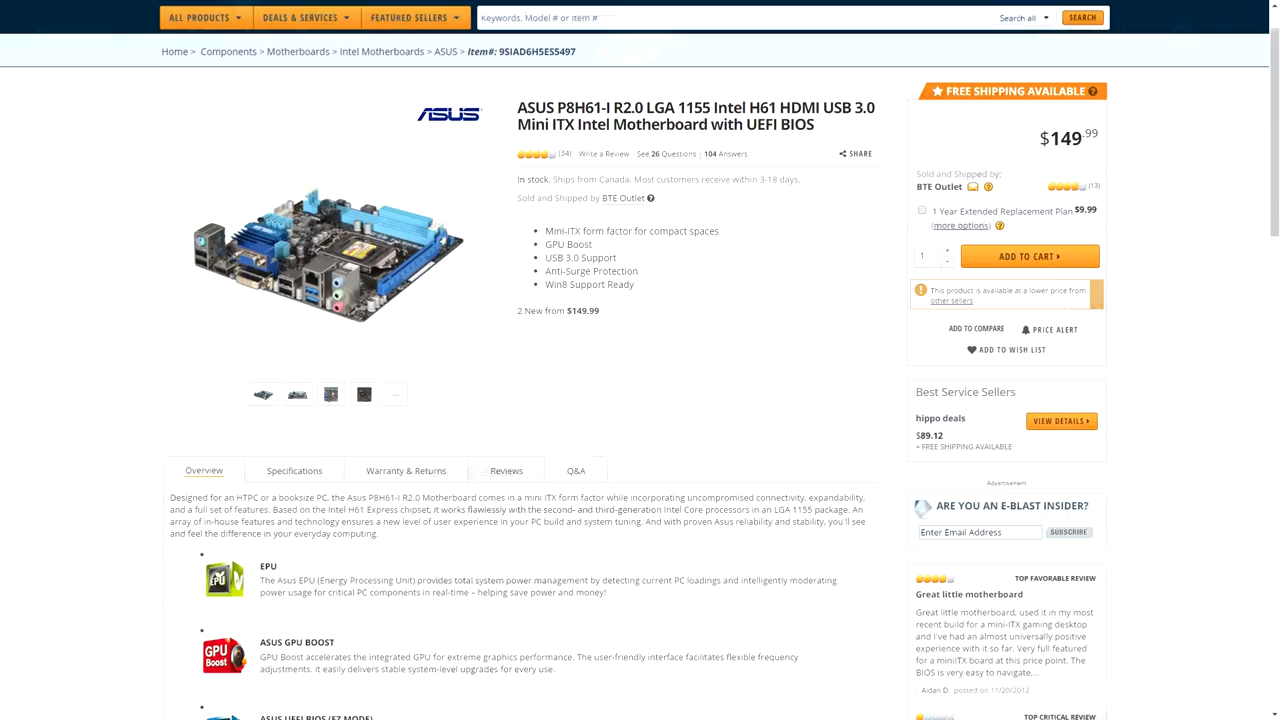 ALL PRODUCTS
DEALS & SERVICES
FEATURED SELLERS
Keywords, Model # or Item #
Search all
SEARCH
Home > Components > Motherboards > Intel Motherboards > ASUS > Item#: 9SIAD6H5ES5497
ASUS
ASUS P8H61-I R2.0 LGA 1155 Intel H61 HDMI USB 3.0
Mini ITX Intel Motherboard with UEFI BIOS
(34) Write a Review See 26 Questions | 104 Answers
SHARE
In stock. Ships from Canada. Most customers receive within 3-18 days.
Sold and Shipped by BTE Outlet
• Mini-ITX form factor for compact spaces
• GPU Boost
• USB 3.0 Support
• Anti-Surge Protection
• Win8 Support Ready
2 New from $149.99
...
FREE SHIPPING AVAILABLE
$149.99
Sold and Shipped by:
BTE Outlet
(13)
1 Year Extended Replacement Plan $9.99
(more options)
1
+
-
ADD TO CART
This product is available at a lower price from
other sellers.
ADD TO COMPARE
PRICE ALERT
ADD TO WISH LIST
Best Service Sellers
hippo deals
VIEW DETAILS
$89.12
+ FREE SHIPPING AVAILABLE
Advertisement
ARE YOU AN E-BLAST INSIDER?
Enter Email Address
SUBSCRIBE
TOP FAVORABLE REVIEW
Great little motherboard
Great little motherboard, used it in my most
recent build for a mini-ITX gaming desktop
and I've had an almost universally positive
experience with it so far. Very full featured
for a miniITX board at this price point. The
BIOS is very to navigate....
- Aidan D. posted on 11/20/2012
TOP CRITICAL REVIEW
Overview
Specifications
Warranty & Returns
Reviews
Q&A
Designed for an HTPC or a booksize PC, the Asus P8H61-I R2.0 Motherboard comes in a mini ITX form factor while incorporating uncompromised connectivity, expandability,
and a full set of features. Based on the Intel H61 Express chipset, it works flawlessly with the second- and third-generation Intel Core processors in an LGA 1155 package. An
array of in-house features and technology ensures a new level of user experience in your PC build and system tuning. And with proven Asus reliability and stability, you'll see
and feel the difference in your everyday computing.
EPU
EPU
The Asus EPU (Energy Processing Unit) provides total system power management by detecting current PC loadings and intelligently moderating
power usage for critical PC components in real-time – helping save power and money!
GPU
Boost
ASUS GPU BOOST
GPU Boost accelerates the integrated GPU for extreme graphics performance. The user-friendly interface facilitates flexible frequency
adjustments. it easily delivers stable system-level upgrades for every use.
ASUS UEFI BIOS (EZ MODE)